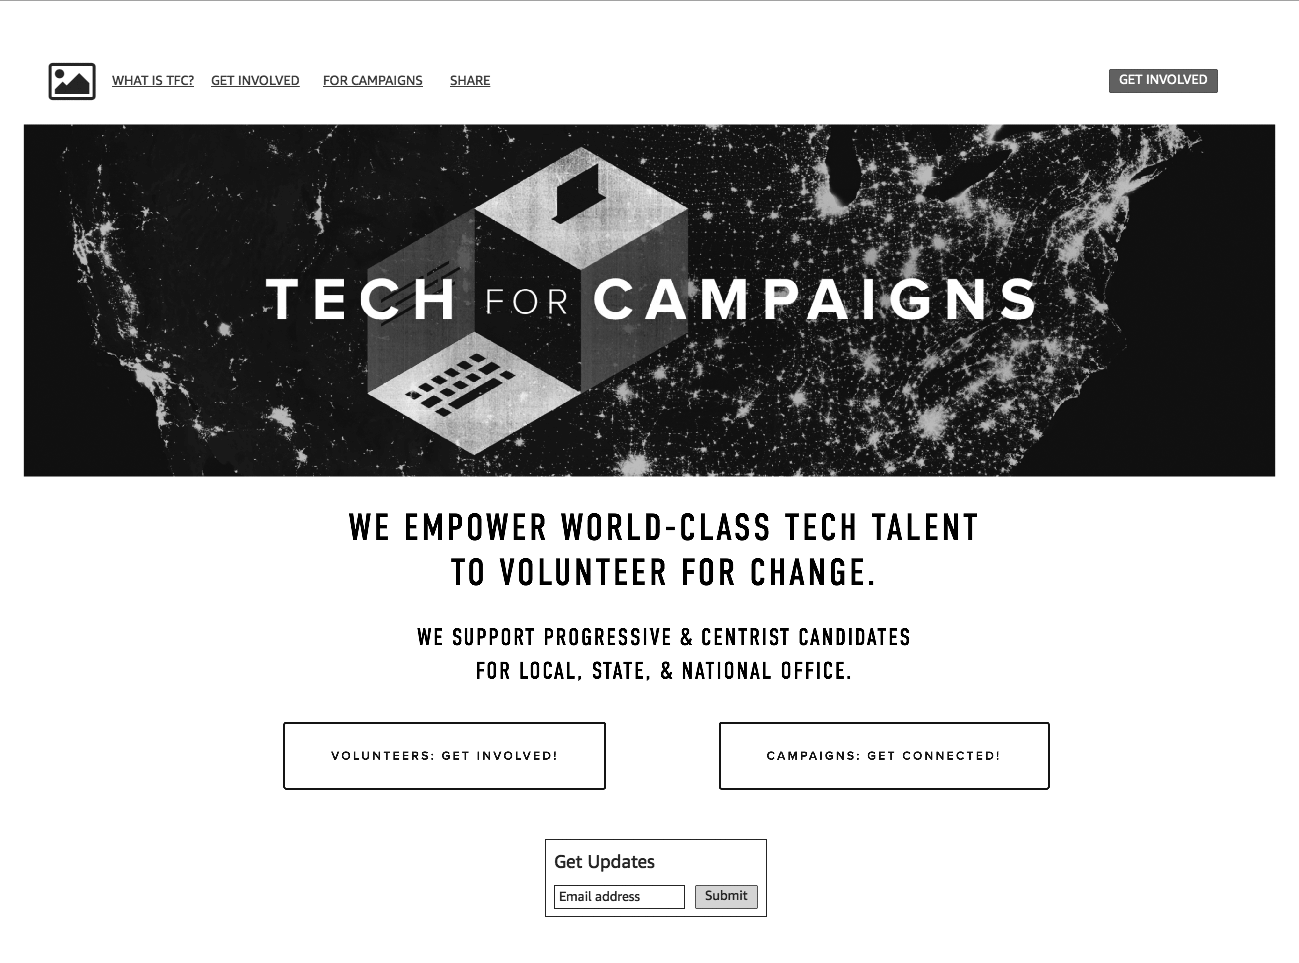 WHAT IS TFC? GET INVOLVED FOR CAMPAIGNS SHARE GET INVOLVED
TECH FOR CAMPAIGNS
WE EMPOWER WORLD-CLASS TECH TALENT
TO VOLUNTEER FOR CHANGE.
WE SUPPORT PROGRESSIVE & CENTRIST CANDIDATES
FOR LOCAL, STATE, & NATIONAL OFFICE.
VOLUNTEERS: GET INVOLVED! CAMPAIGNS: GET CONNECTED!
Get Updates
Email address Submit